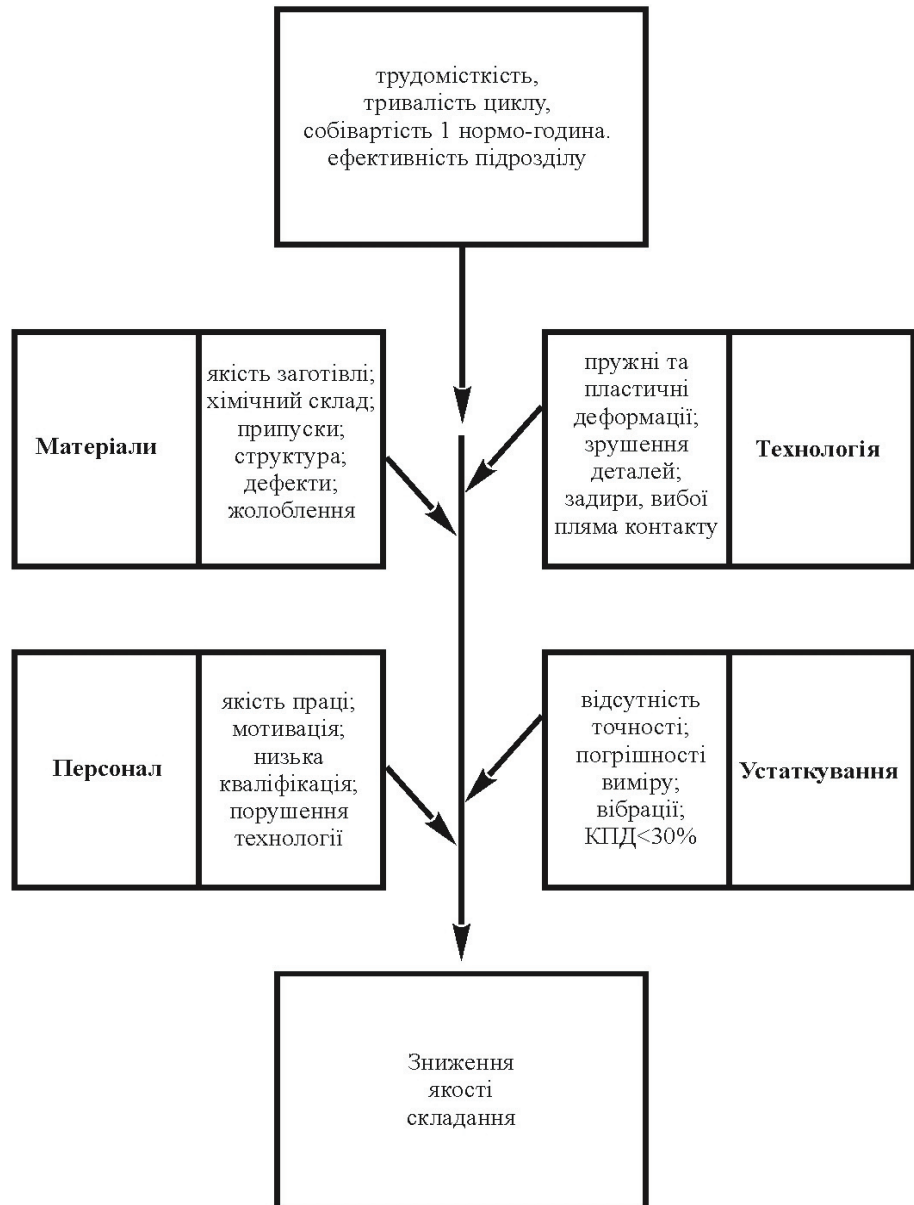 трудомісткість,
тривалість циклу,
собівартість 1 нормо-година.
ефективність підрозділу
Матеріали
якість заготівлі;
хімічний склад;
припуски;
структура;
дефекти;
жолоблення
пружні та
пластичні
деформації;
зрушення
деталей;
задири, вибої
пляма контакту
Технологія
Персонал
якість праці;
мотивація;
низька
кваліфікація;
порушення
технології
відсутність
точності;
погрішності
виміру;
вібрації;
КПД<30%
Устаткування
Зниження
якості
складання